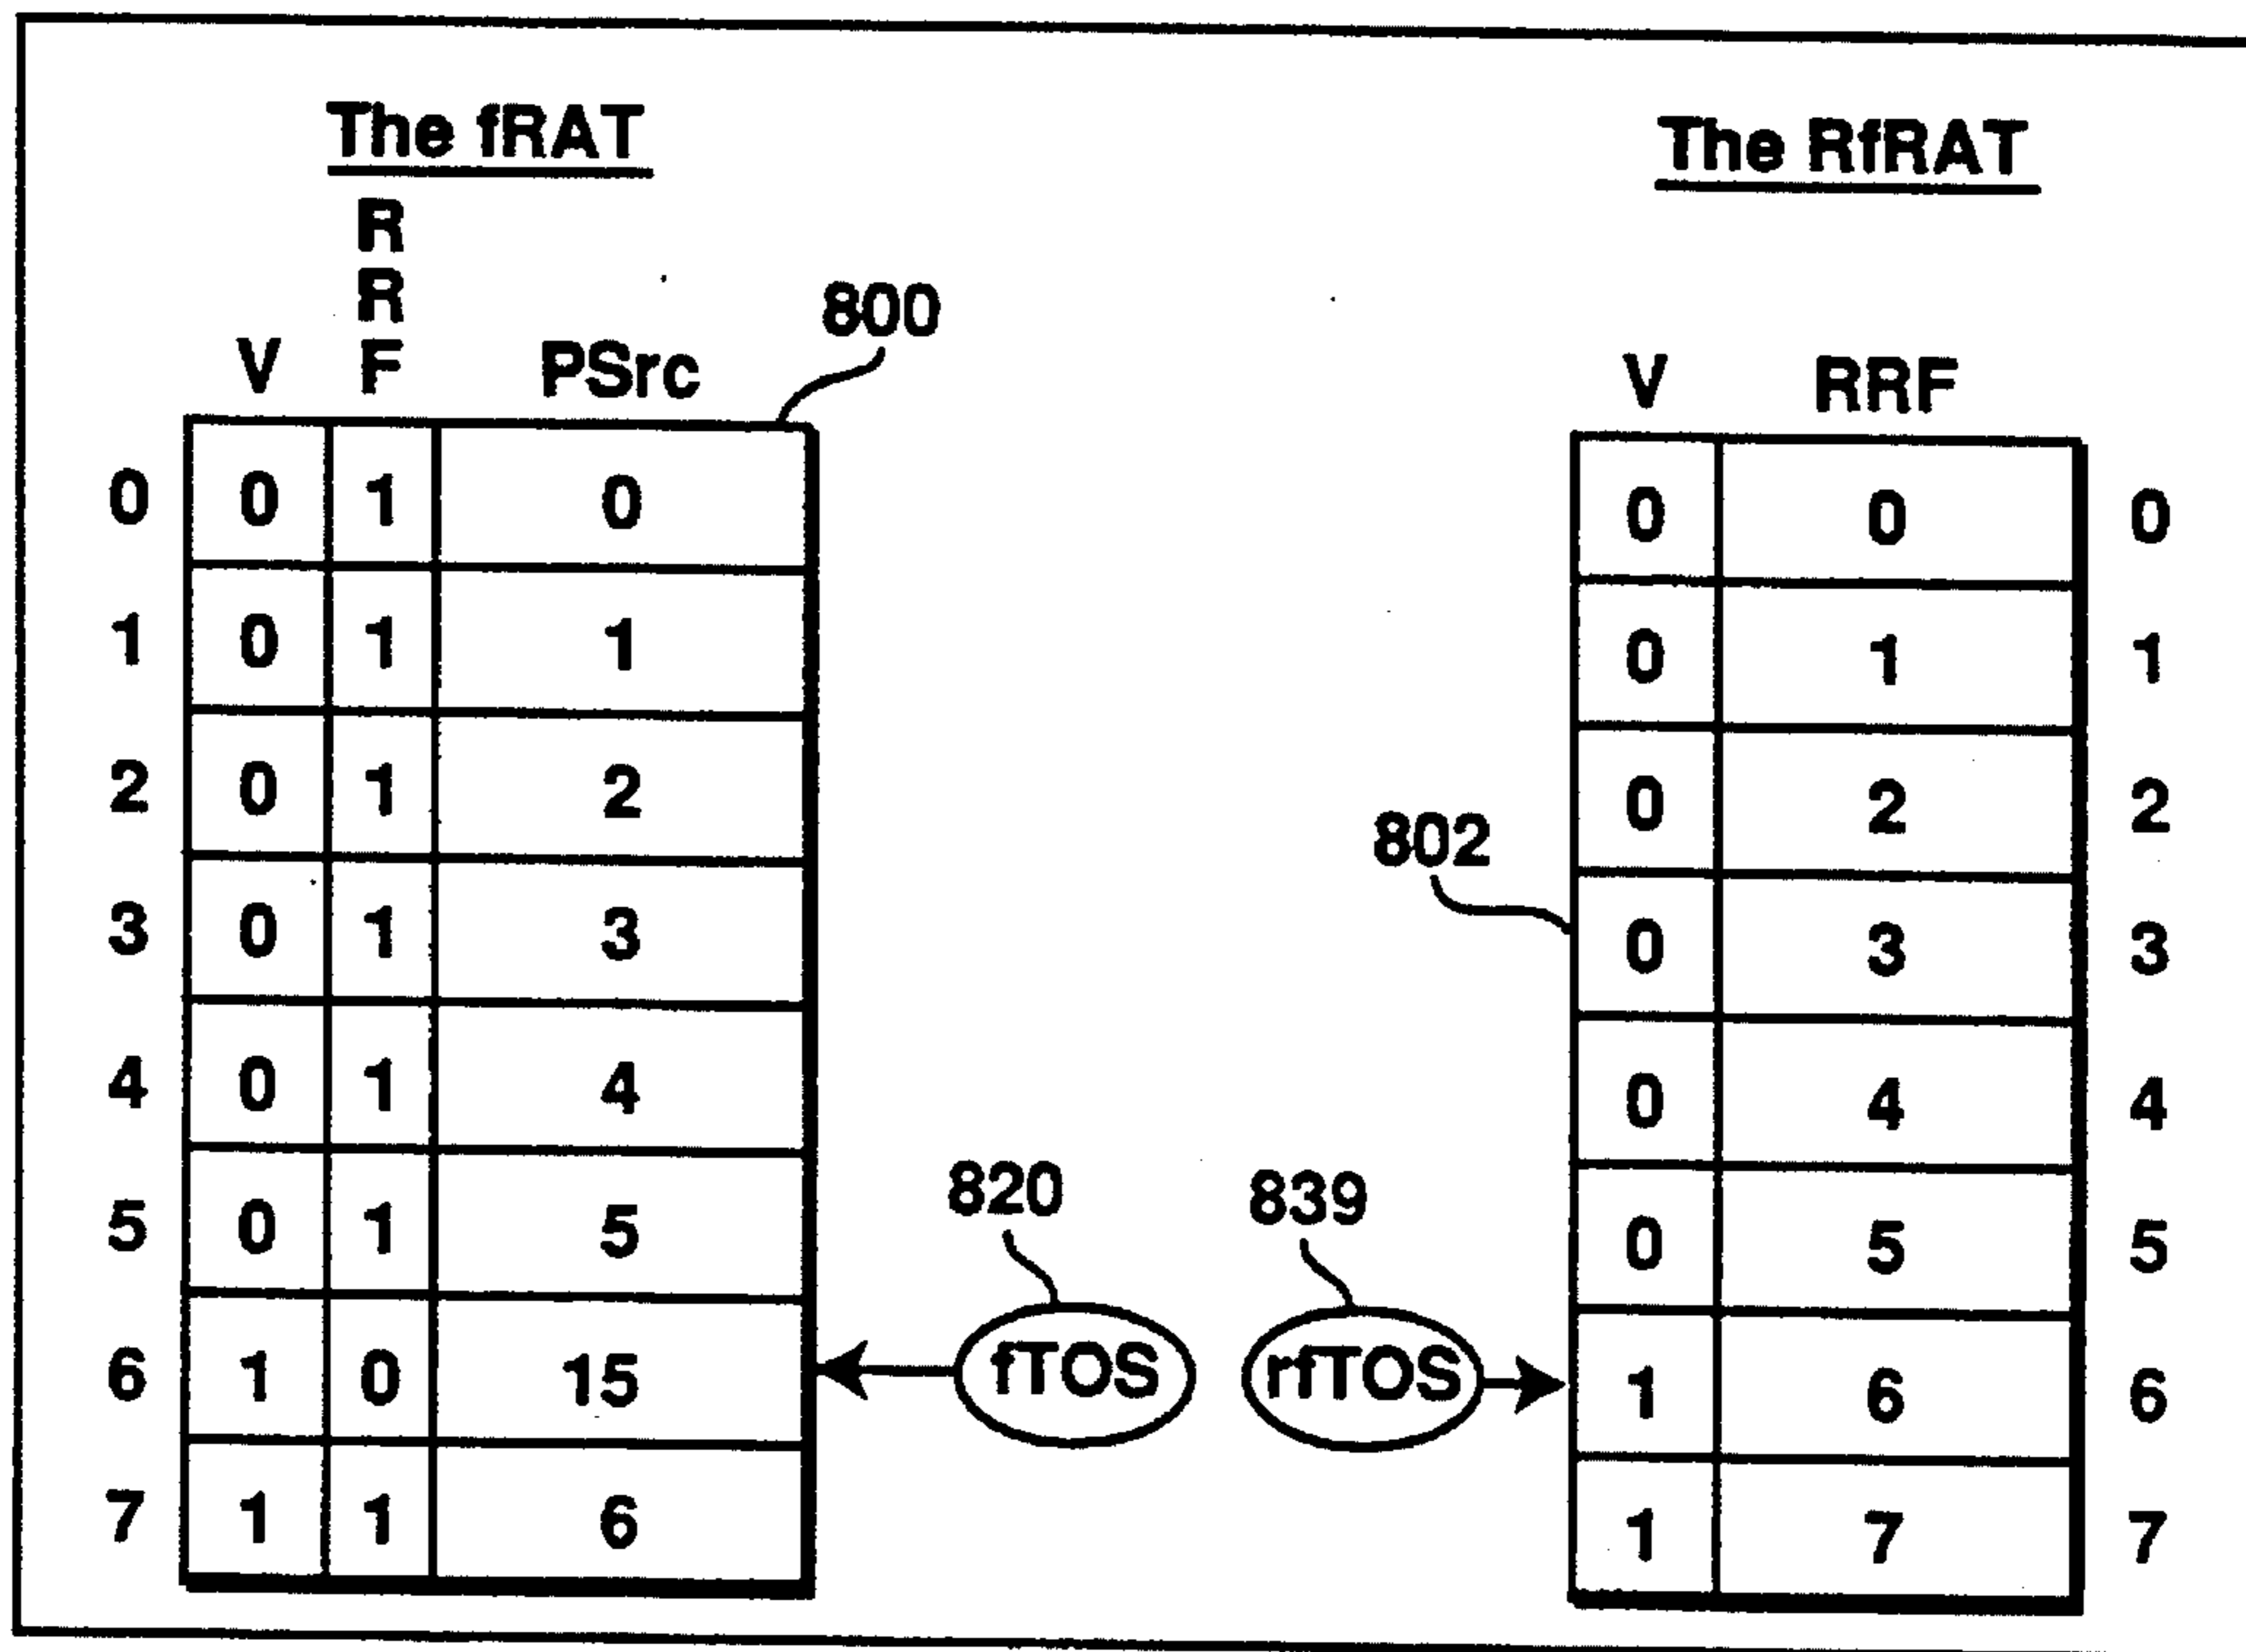 The fRAT
The RfRAT
R
R
800
V F PSrc
V RRF
0 0 1 0
0 0 0
1 0 1 1
0 1 1
2 0 1 2
0 2 2
802
3 0 1 3
0 3 3
4 0 1 4
0 4 4
820 839
5 0 1 5
0 5 5
6 1 0 15
fTOS rfTOS
1 6 6
7 1 1 6
1 7 7